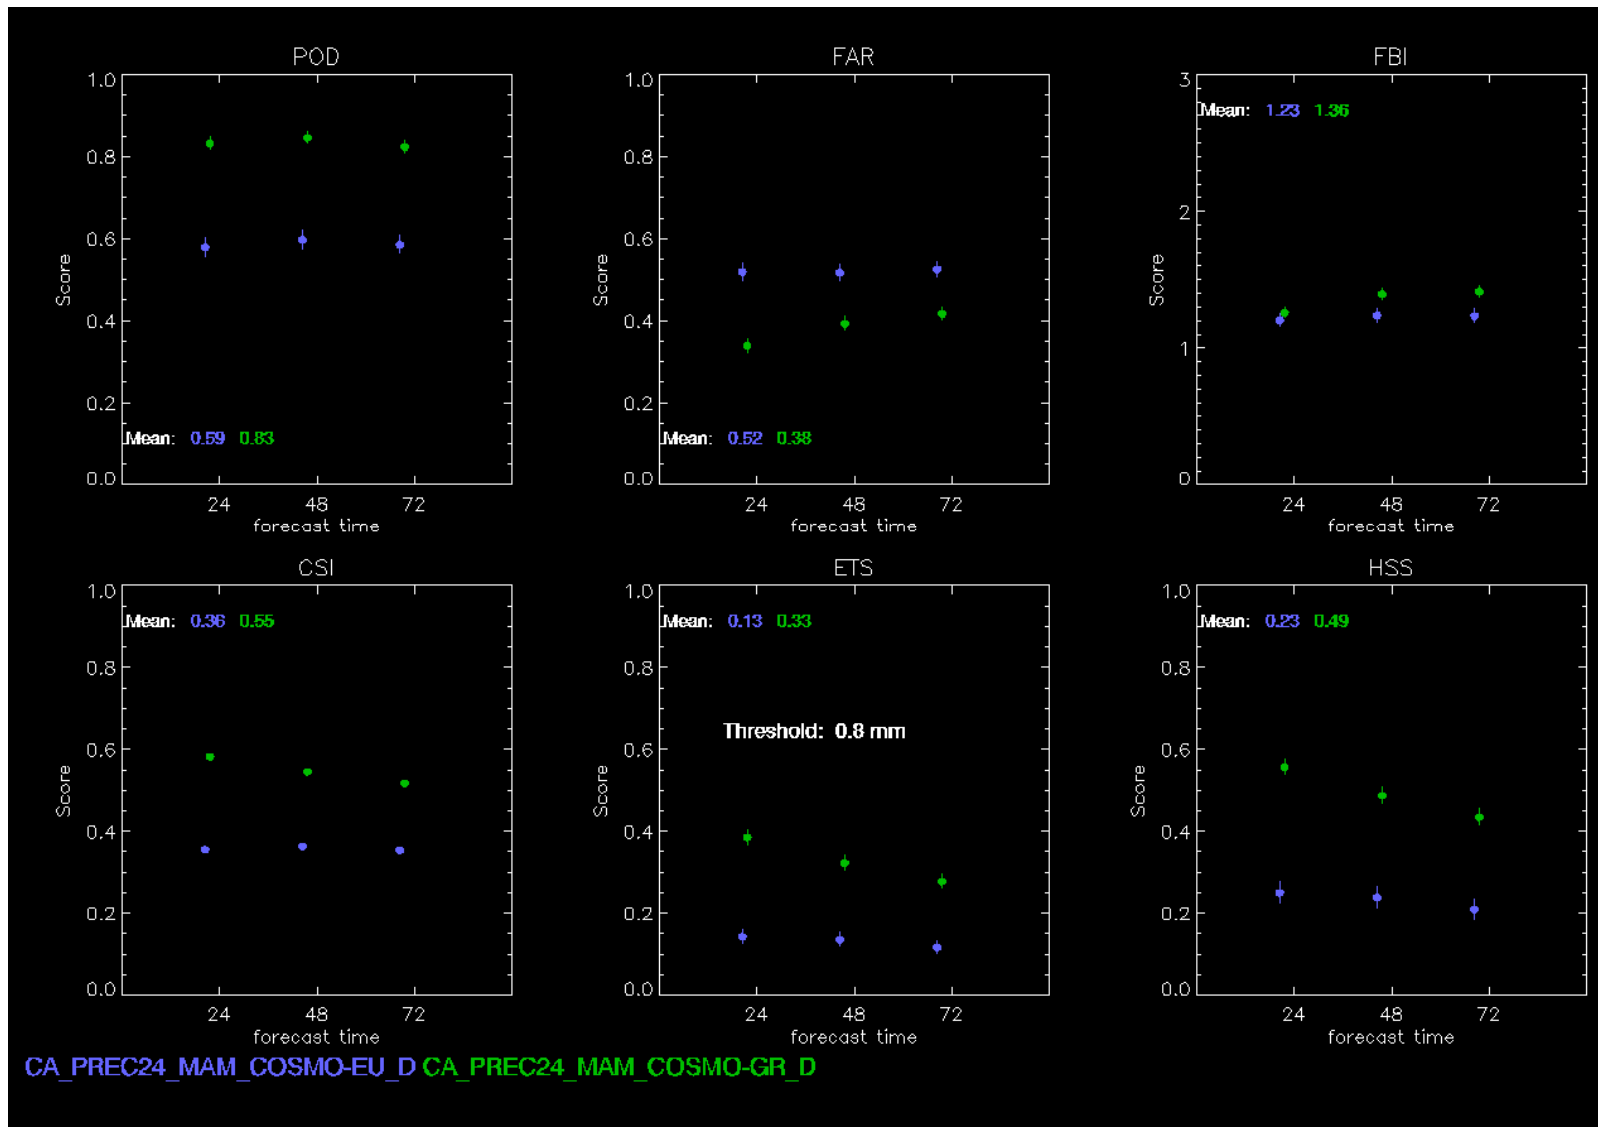 POD
1.0
0.8
0.6
0.4
0.2
0.0
Score
Mean: 0.59 0.83
24 48 72
forecast time
FAR
1.0
0.8
0.6
0.4
0.2
0.0
Score
Mean: 0.52 0.38
24 48 72
forecast time
FBI
3
2
1
0
Score
Mean: 1.23 1.36
24 48 72
forecast time
CSI
1.0
0.8
0.6
0.4
0.2
0.0
Score
Mean: 0.36 0.55
24 48 72
forecast time
ETS
1.0
0.8
0.6
0.4
0.2
0.0
Score
Mean: 0.13 0.33
Threshold: 0.8 mm
24 48 72
forecast time
HSS
1.0
0.8
0.6
0.4
0.2
0.0
Score
Mean: 0.23 0.49
24 48 72
forecast time
CA_PREC24_MAM_COSMO-EU_D CA_PREC24_MAM_COSMO-GR_D